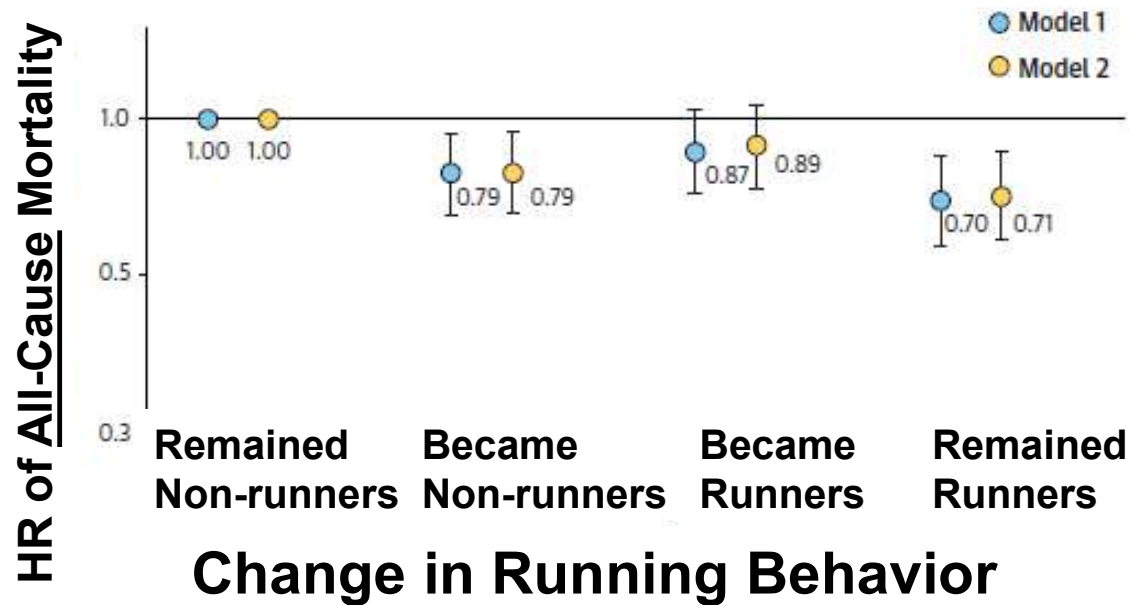 HR of All-Cause Mortality
Model 1
Model 2
1.0
1.00 1.00
0.79 0.79
0.87 0.89
0.70 0.71
0.5
0.3
Remained Non-runners
Became Non-runners
Became Runners
Remained Runners
Change in Running Behavior